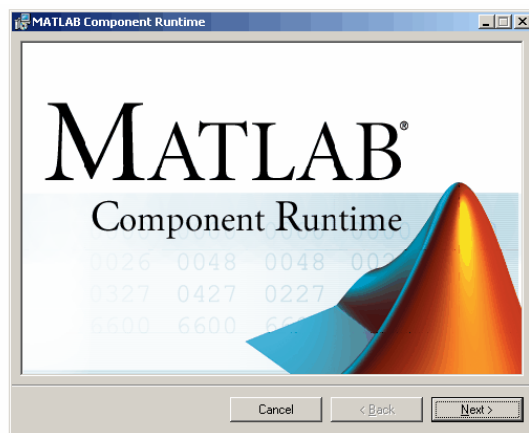 MATLAB Component Runtime
MATLAB®
Component Runtime
0026 0048 0048
0327 0427 0227
6600 6600
Cancel < Back Next >